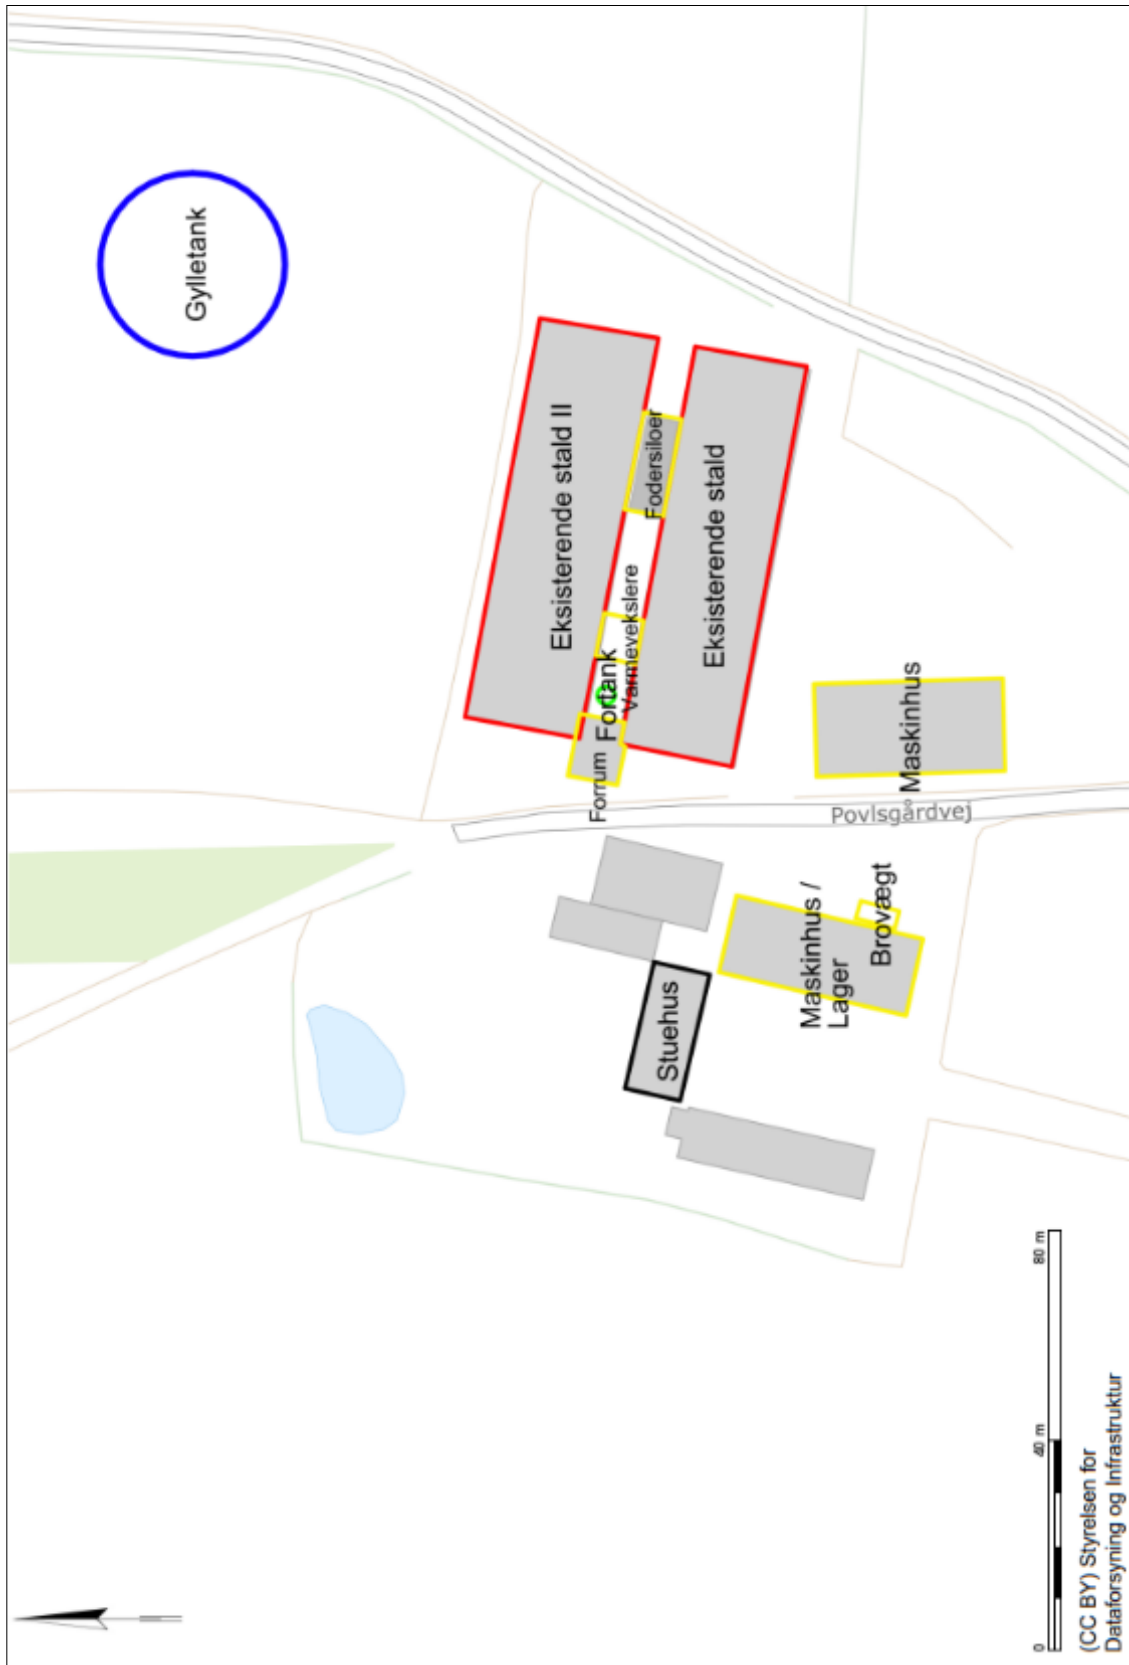 Gylletank
Eksisterende stald II
Fodersiloer
Eksisterende stald
Varmevekslere
Fortank
Forrum
Maskinhus
Povlsgårdvej
Maskinhus /
Lager
Brovægt
Stuehus
0
40 m
80 m
(CC BY) Styrelsen for
Dataforsyning og Infrastruktur